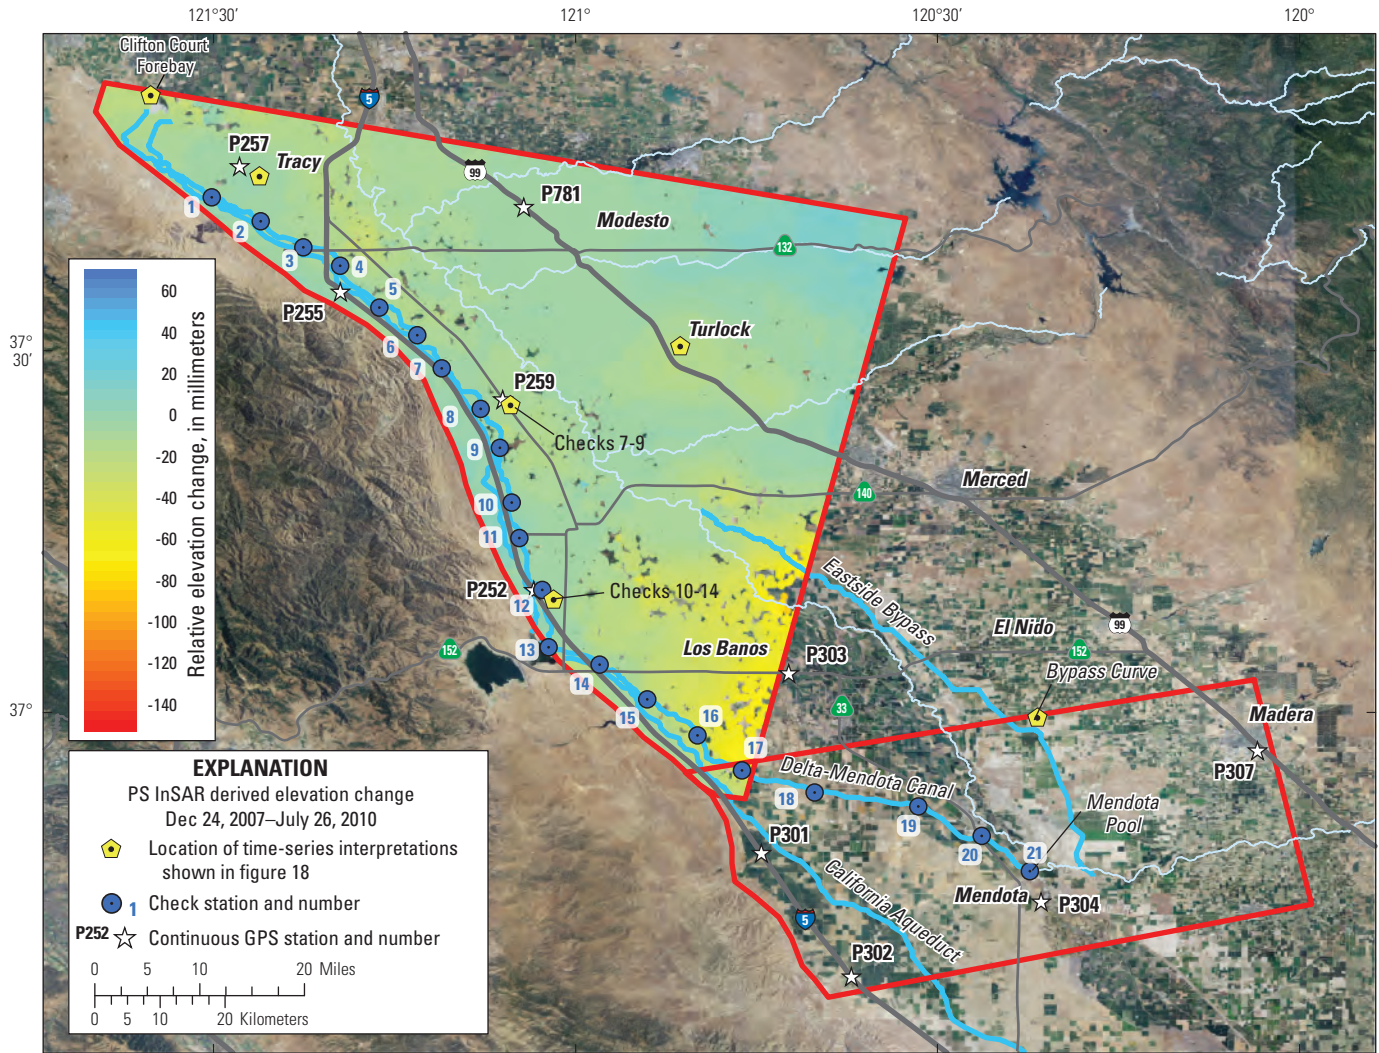 121°30'
121°
120°30'
120°
Clifton Court
Forebay
5
P257
Tracy
99
P781
Modesto
132
1
2
3
4
5
P255
37°
30'
6
7
Turlock
P259
8
Checks 7-9
9
Merced
10
140
11
P252
12
Checks 10-14
Eastside Bypass
El Nido
99
152
13
152
Los Banos
P303
Bypass Curve
14
37°
15
16
33
Madera
17
P307
Delta-Mendota Canal
18
19
Mendota
Pool
P301
20
21
Mendota
P304
California Aqueduct
5
P302
60
40
20
0
-20
-40
-60
-80
-100
-120
-140
Relative elevation change, in millimeters
EXPLANATION
PS InSAR derived elevation change
Dec 24, 2007–July 26, 2010
Location of time-series interpretations
shown in figure 18
1 Check station and number
P252 Continuous GPS station and number
0 5 10 20 Miles
0 5 10 20 Kilometers